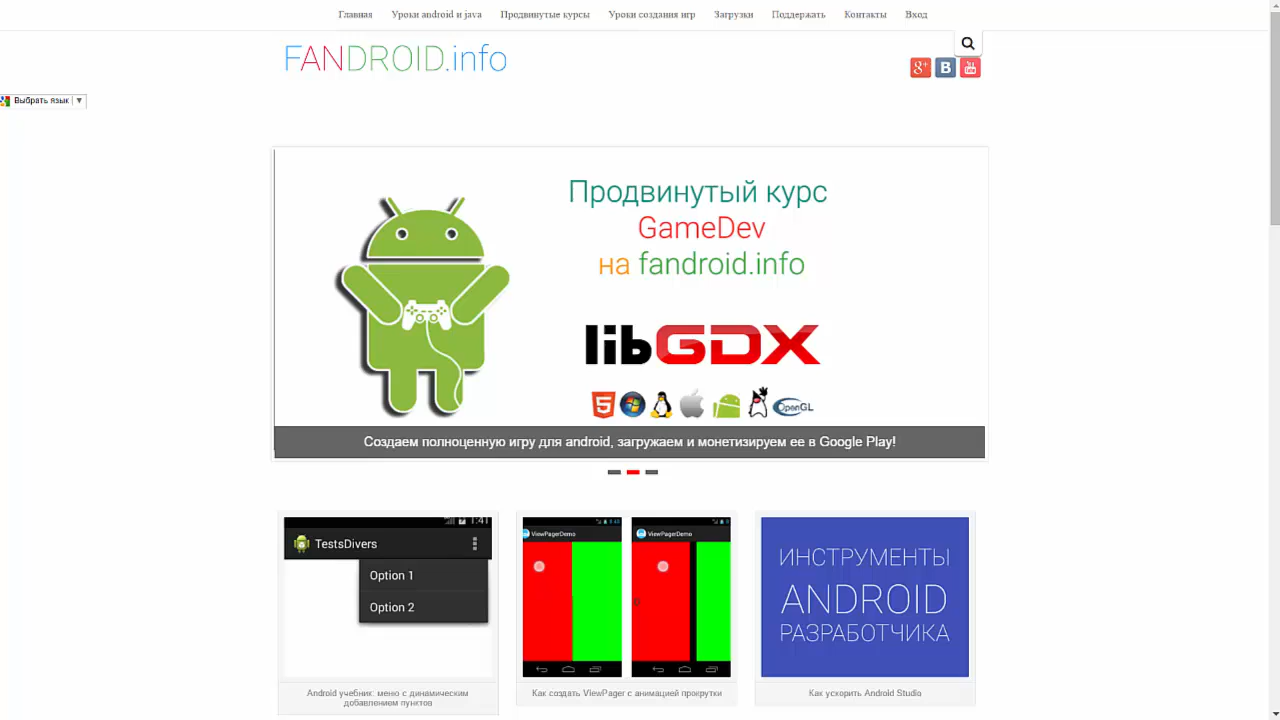 Главная Уроки android и java Продвинутые курсы Уроки создания игр Загрузки Поддержать Контакты Вход
FANDROID.info
Выбрать язык
Продвинутый курс
GameDev
на fandroid.info
libGDX
OpenGL
Создаем полноценную игру для android, загружаем и монетизируем ее в Google Play!
1:41
TestsDivers
Option 1
Option 2
ViewPagerDemo
ViewPagerDemo
ИНСТРУМЕНТЫ
ANDROID
РАЗРАБОТЧИКА
Android учебник: меню с динамическим
добавлением пунктов
Как создать ViewPager с анимацией прокрутки
Как ускорить Android Studio